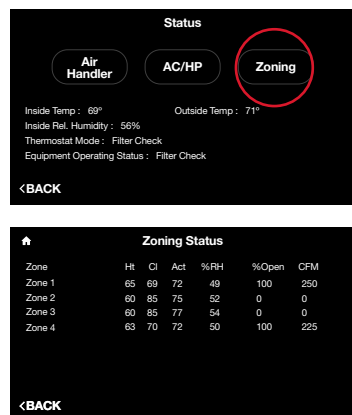 Status
Air Handler AC/HP Zoning
Inside Temp : 69º Outside Temp : 71º
Inside Rel. Humidity : 56%
Thermostat Mode : Filter Check
Equipment Operating Status : Filter Check
<BACK
Zoning Status
Zone Ht Cl Act %RH %Open CFM
Zone 1 65 69 72 49 100 250
Zone 2 60 85 75 52 0 0
Zone 3 60 85 77 54 0 0
Zone 4 63 70 72 50 100 225
<BACK